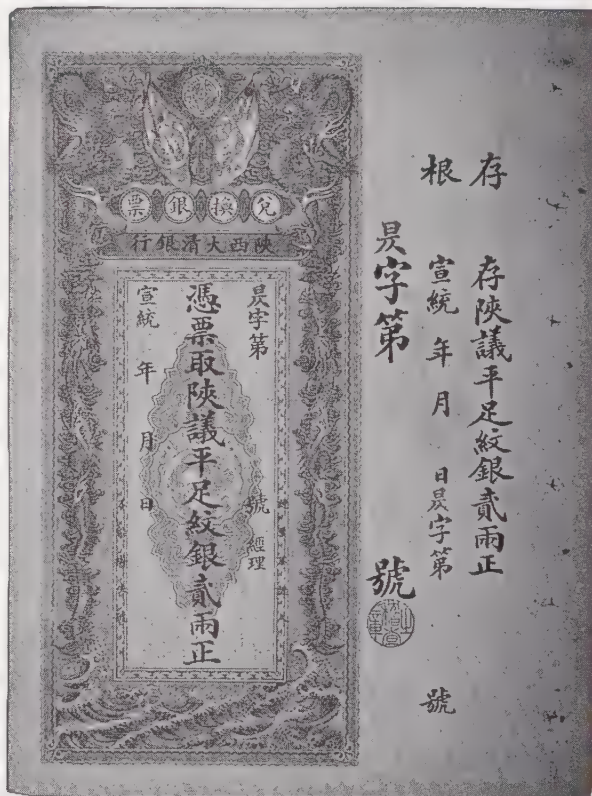 存根
存陝議平足紋銀貳兩正
宣統 年 月 日昃字第 號
昃字第 號
兌換銀票
陝西大清銀行
昃字第 號 經理
憑票取陝議平足紋銀貳兩正
宣統 年 月 日